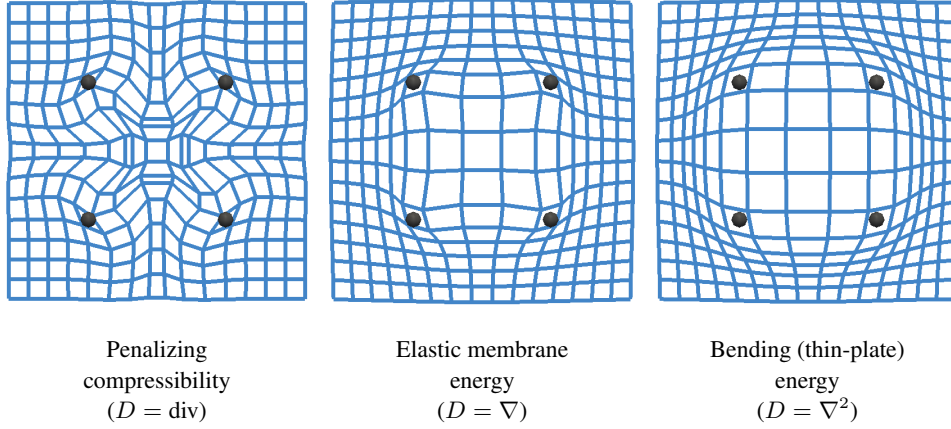 Penalizing
compressibility
(D = div)
Elastic membrane
energy
(D = ∇)
Bending (thin-plate)
energy
(D = ∇²)